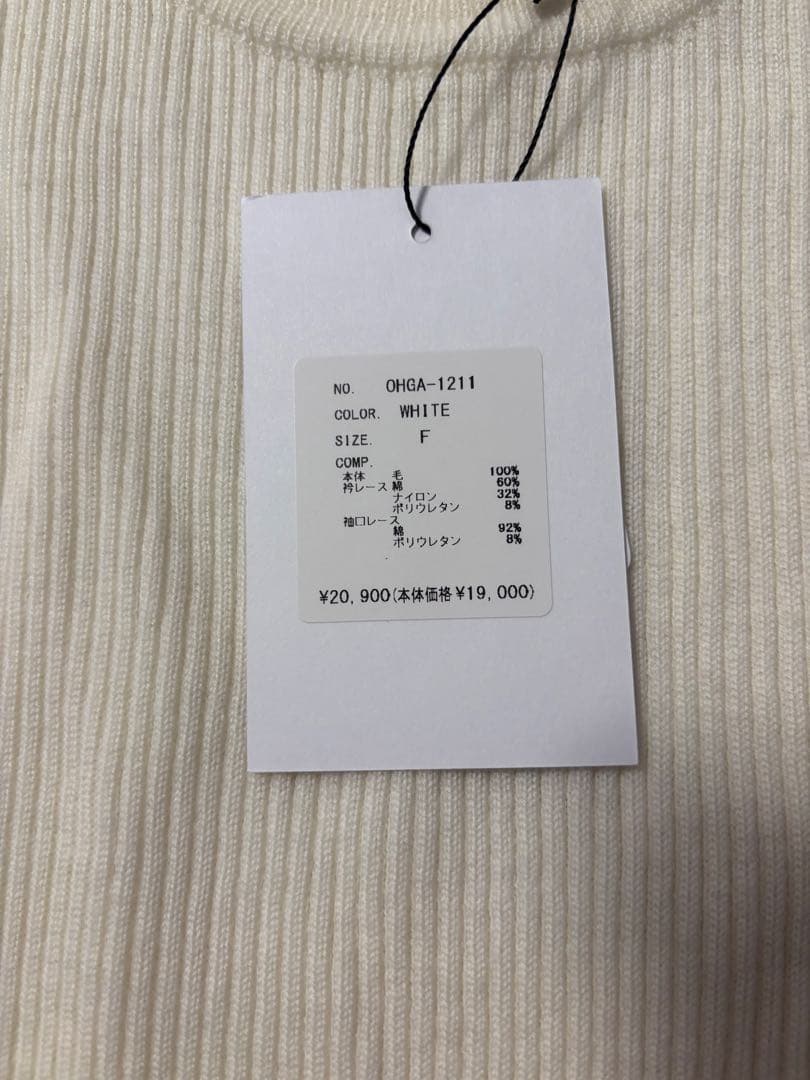 NO. OHGA-1211
COLOR. WHITE
SIZE. F
COMP.
本体 毛 100%
衿レース 綿 60%
ナイロン 32%
ポリウレタン 8%
袖口レース
綿 92%
ポリウレタン 8%
¥20,900(本体価格¥19,000)